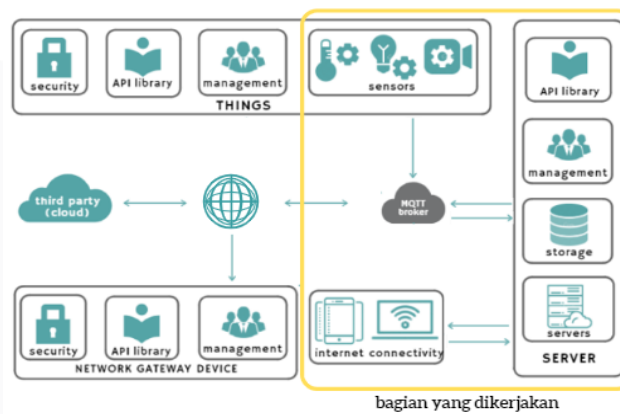 security
API library
management
sensors
THINGS
API library
management
storage
servers
SERVER
third party
(cloud)
MQTT
broker
security
API library
management
NETWORK GATEWAY DEVICE
internet connectivity
bagian yang dikerjakan